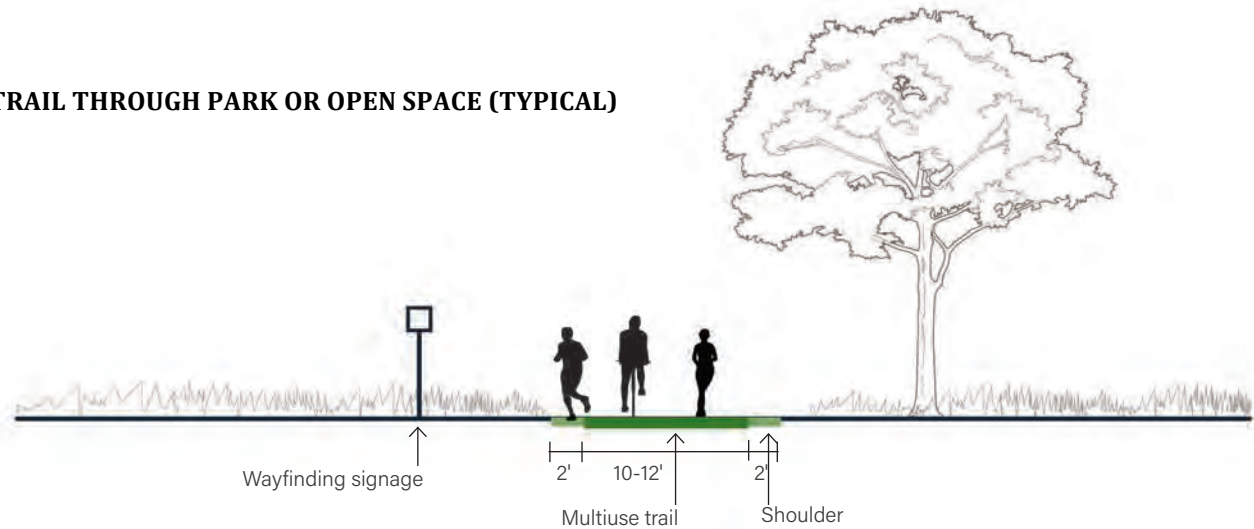 TRAIL THROUGH PARK OR OPEN SPACE (TYPICAL)
2'
10-12'
2'
Wayfinding signage
Multiuse trail
Shoulder